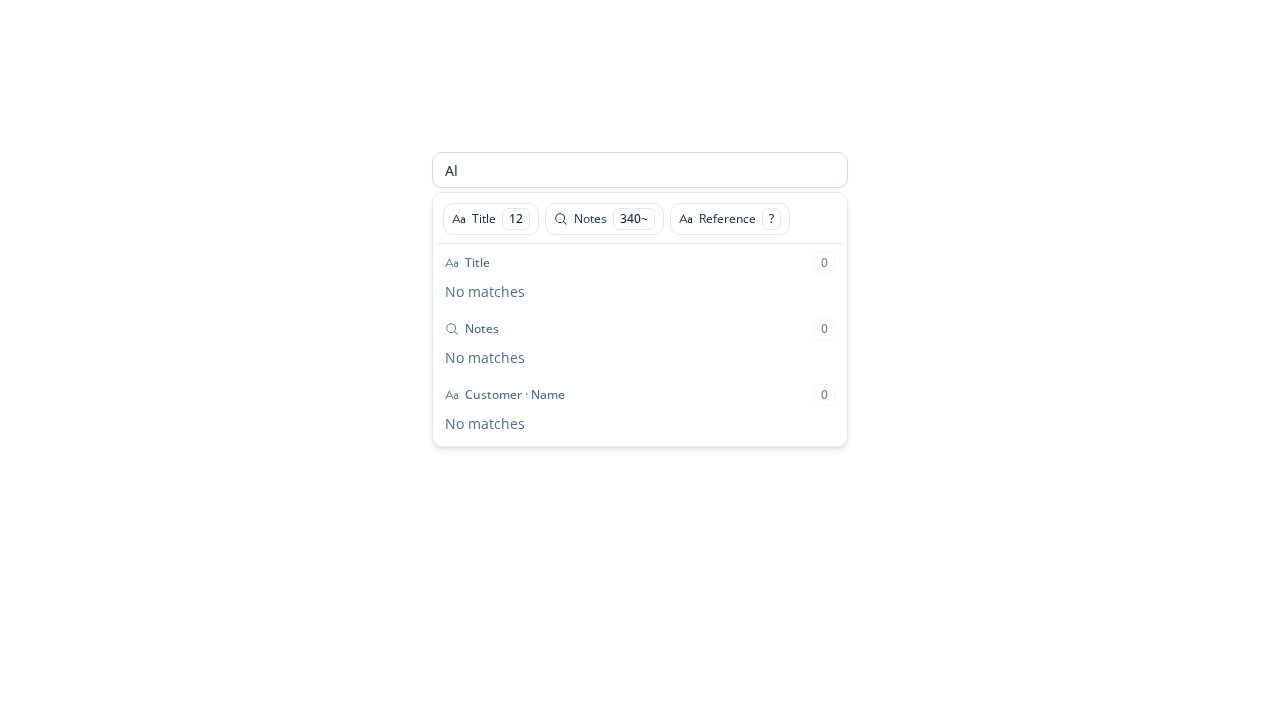 Al
Aa Title 12 Notes 340~ Aa Reference ?
Aa Title 0
No matches
Notes 0
No matches
Aa Customer · Name 0
No matches